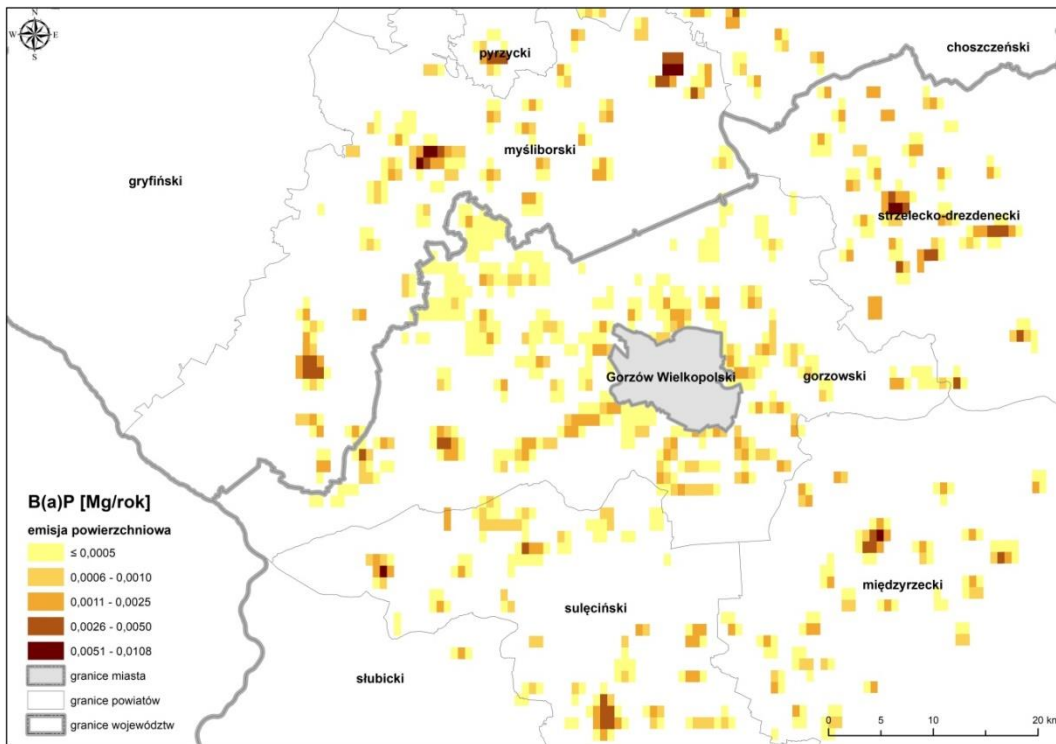 N
W E
S
pyrzycki
choszczeński
myśliborski
gryfiński
strzelecko-drezdenecki
Gorzów Wielkopolski
gorzowski
międzyrzecki
sulęciński
słubicki
B(a)P [Mg/rok]
emisja powierzchniowa
≤ 0,0005
0,0006 - 0,0010
0,0011 - 0,0025
0,0026 - 0,0050
0,0051 - 0,0108
granice miasta
granice powiatów
granice województw
0 5 10 20 km